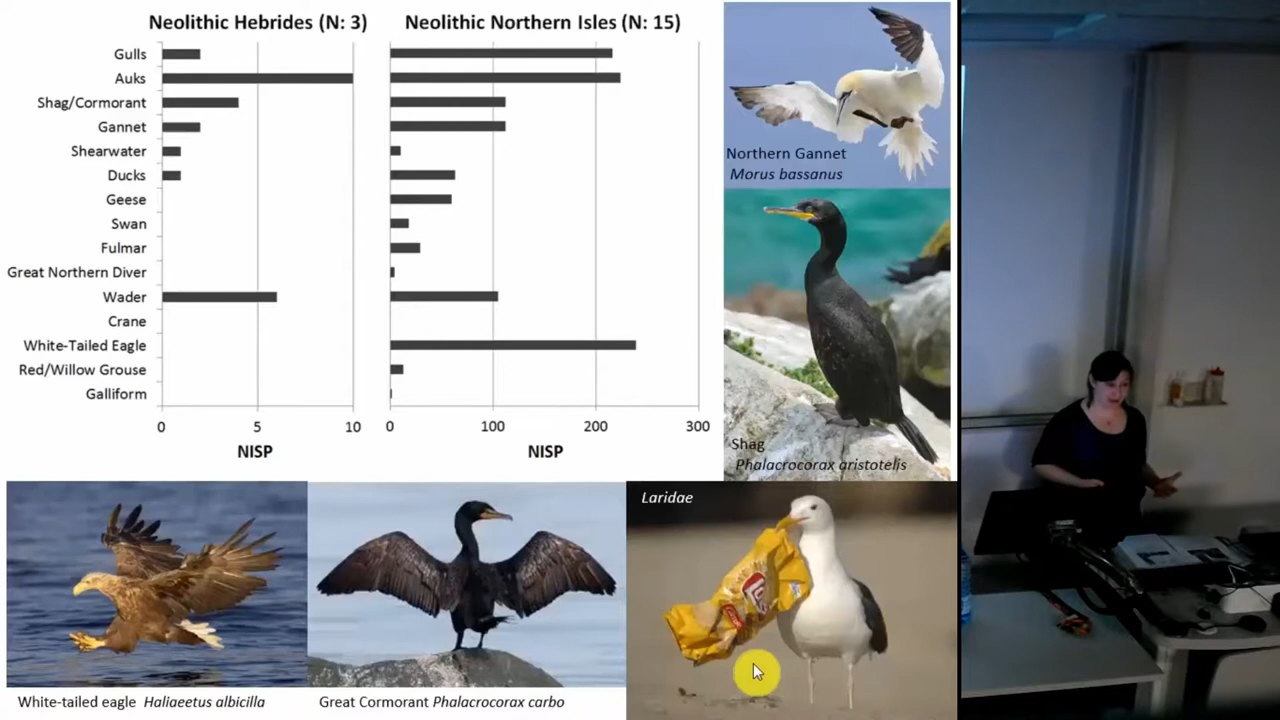 Neolithic Hebrides (N: 3)
Neolithic Northern Isles (N: 15)
Gulls
Auks
Shag/Cormorant
Gannet
Shearwater
Ducks
Geese
Swan
Fulmar
Great Northern Diver
Wader
Crane
White-Tailed Eagle
Red/Willow Grouse
Galliform
0 5 10
NISP
0 100 200 300
NISP
Northern Gannet
Morus bassanus
Shag
Phalacrocorax aristotelis
White-tailed eagle Haliaeetus albicilla
Great Cormorant Phalacrocorax carbo
Laridae